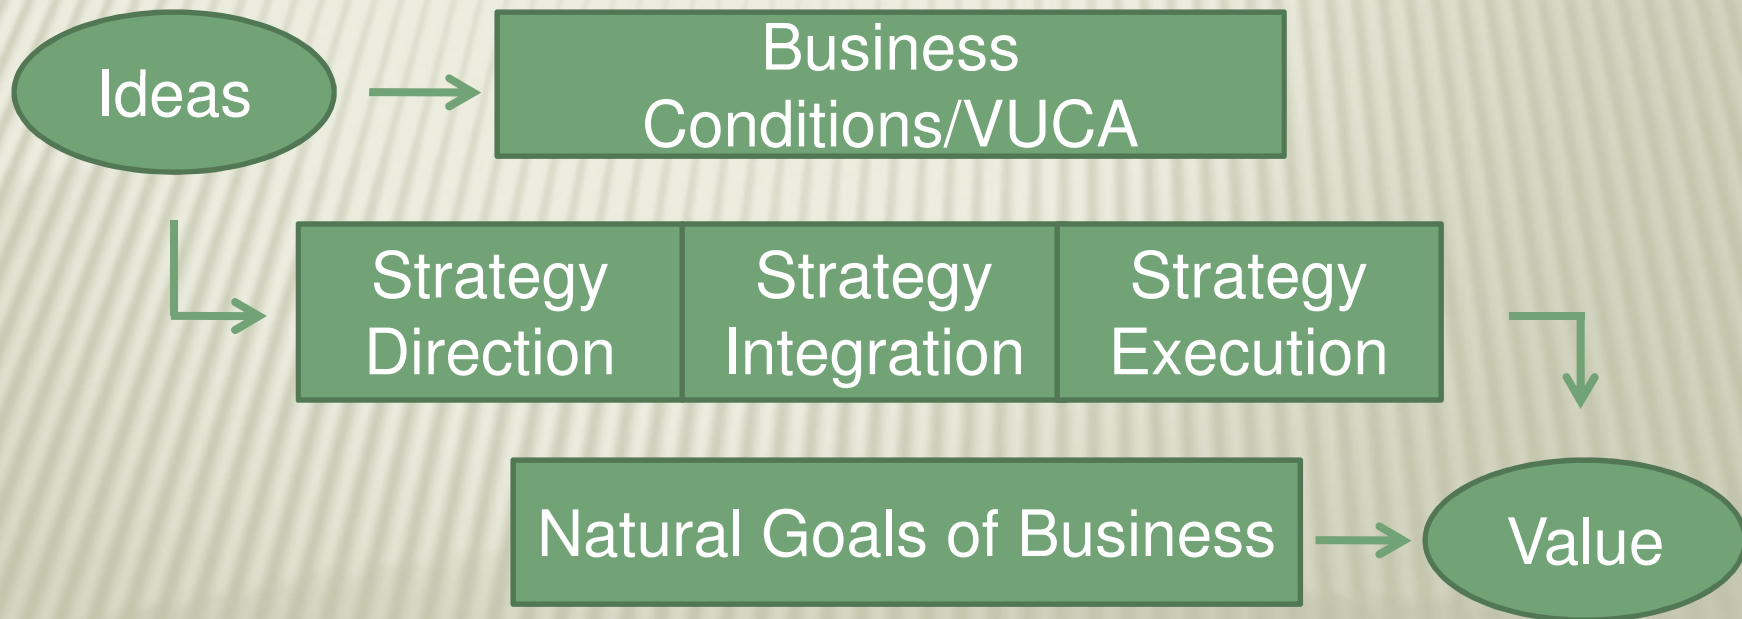 Ideas
Business
Conditions/VUCA
Strategy
Direction
Strategy
Integration
Strategy
Execution
Natural Goals of Business
Value